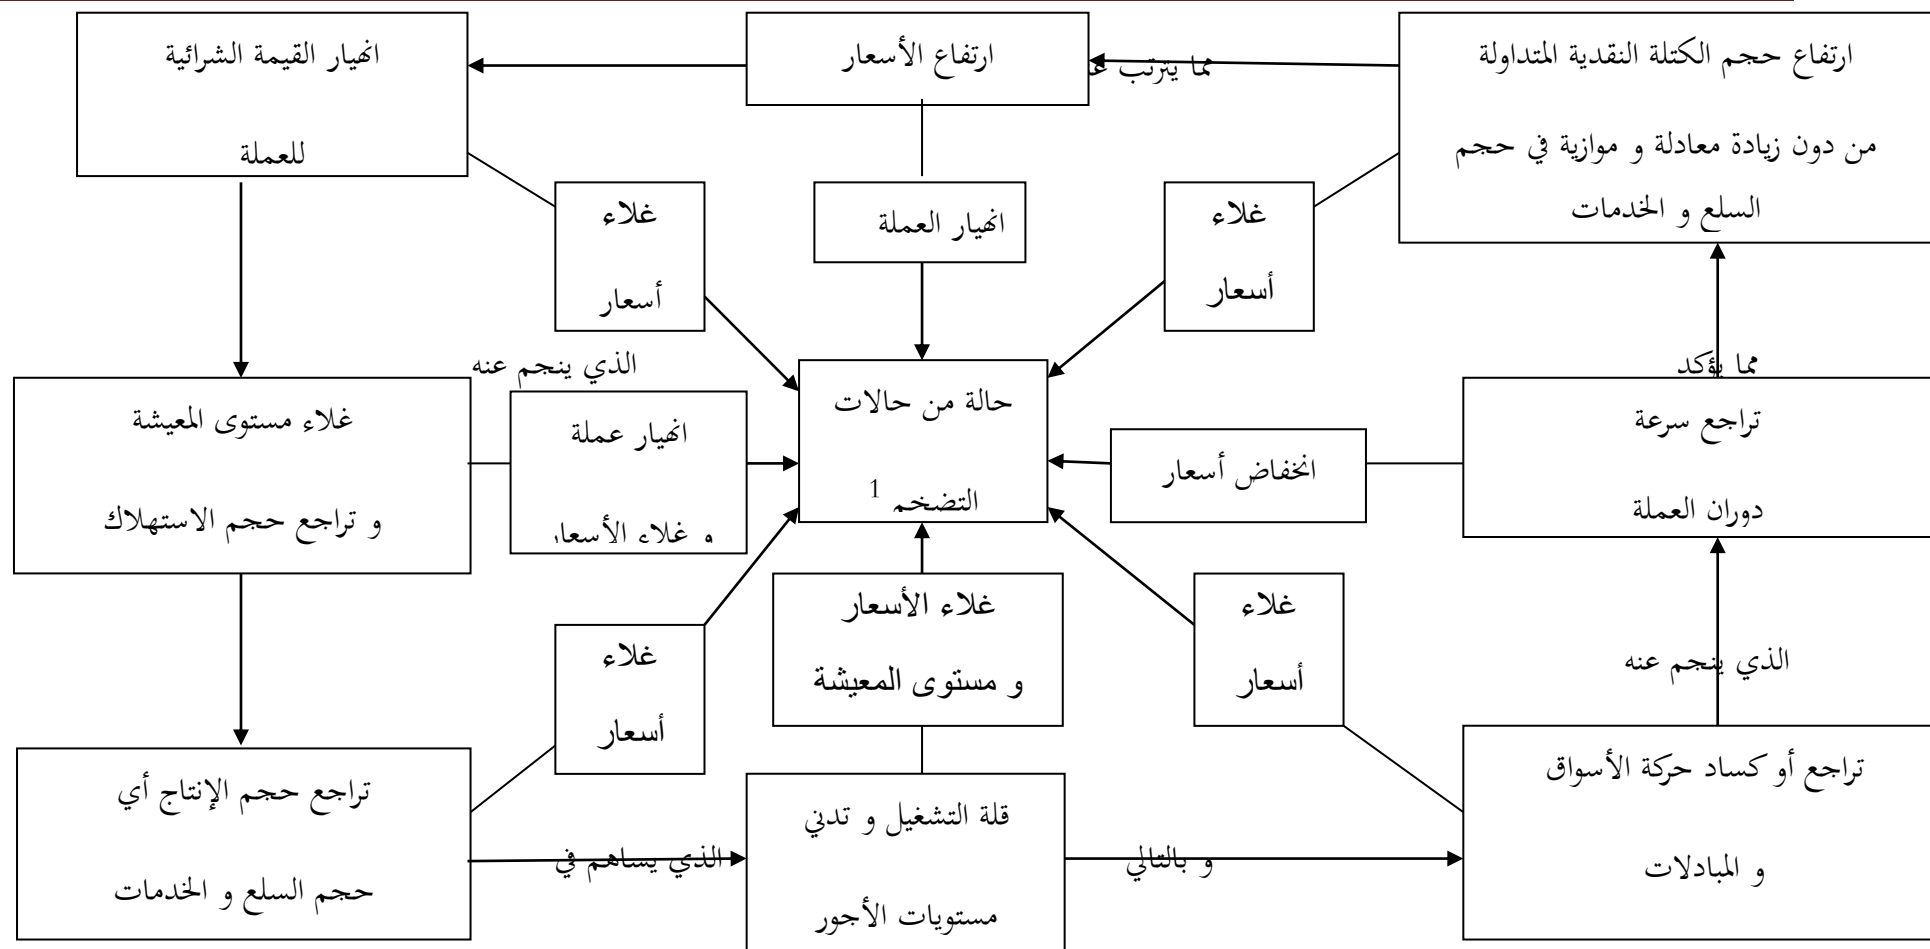 ارتفاع حجم الكتلة النقدية المتداولة
من دون زيادة معادلة و موازية في حجم
السلع و الخدمات
مما يترتب
ارتفاع الأسعار
انهيار القيمة الشرائية
للعملة
غلاء
أسعار
انهيار العملة
غلاء
أسعار
مما يؤكد
الذي ينجم عنه
تراجع سرعة
دوران العملة
انخفاض أسعار
حالة من حالات
التضخم 1
انهيار عملة
و غلاء الأسعار
غلاء مستوى المعيشة
و تراجع حجم الاستهلاك
الذي ينجم عنه
غلاء
أسعار
غلاء الأسعار
و مستوى المعيشة
غلاء
أسعار
تراجع أو كساد حركة الأسواق
و المبادلات
و بالتالي
قلة التشغيل و تدني
مستويات الأجور
الذي يساهم في
تراجع حجم الإنتاج أي
حجم السلع و الخدمات